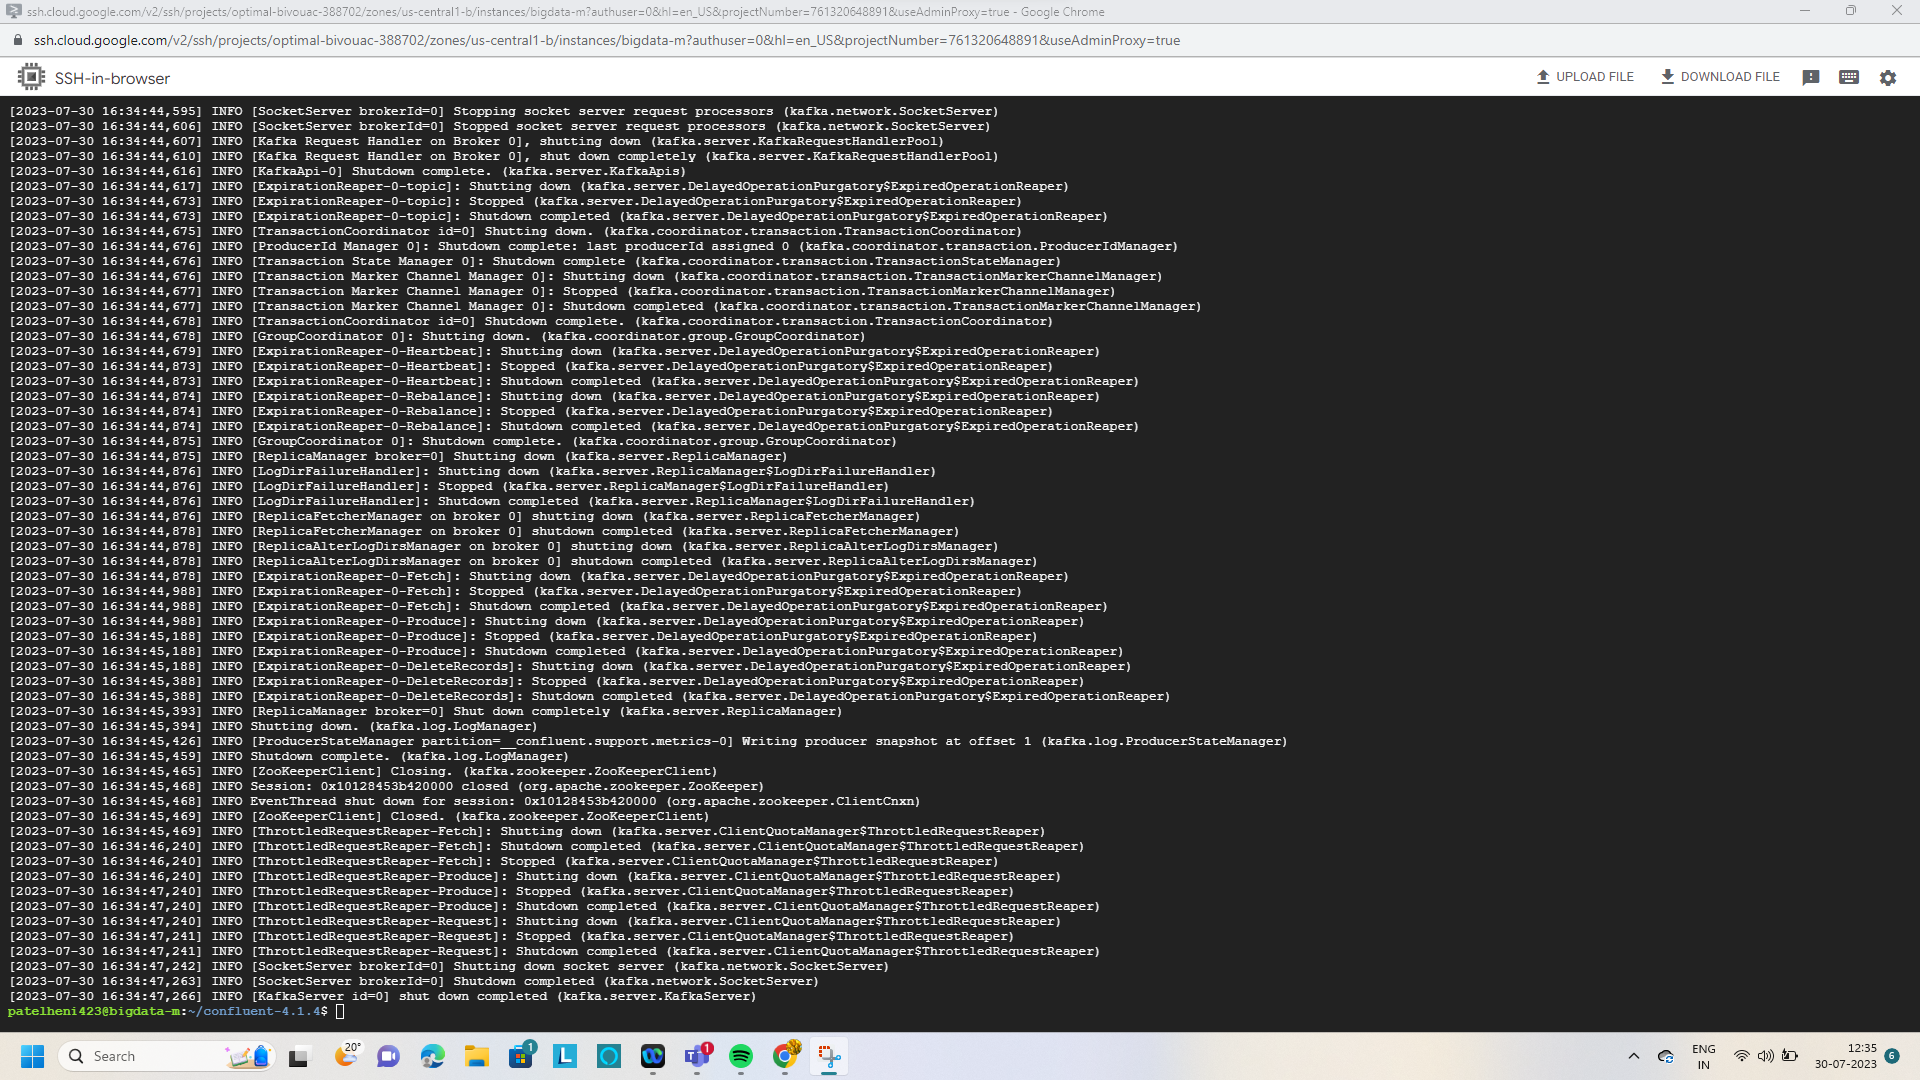 ssh.cloud.google.com/v2/ssh/projects/optimal-bivouac-388702/zones/us-central1-b/instances/bigdata-m?authuser=0&hl=en_US&projectNumber=761320648891&useAdminProxy=true - Google Chrome
ssh.cloud.google.com/v2/ssh/projects/optimal-bivouac-388702/zones/us-central1-b/instances/bigdata-m?authuser=0&hl=en_US&projectNumber=761320648891&useAdminProxy=true
SSH-in-browser
UPLOAD FILE
DOWNLOAD FILE
[2023-07-30 16:34:44,595] INFO [SocketServer brokerId=0] Stopping socket server request processors (kafka.network.SocketServer)
[2023-07-30 16:34:44,606] INFO [SocketServer brokerId=0] Stopped socket server request processors (kafka.network.SocketServer)
[2023-07-30 16:34:44,607] INFO [Kafka Request Handler on Broker 0], shutting down (kafka.server.KafkaRequestHandlerPool)
[2023-07-30 16:34:44,610] INFO [Kafka Request Handler on Broker 0], shut down completely (kafka.server.KafkaRequestHandlerPool)
[2023-07-30 16:34:44,616] INFO [KafkaApi-0] Shutdown complete. (kafka.server.KafkaApis)
[2023-07-30 16:34:44,617] INFO [ExpirationReaper-0-topic]: Shutting down (kafka.server.DelayedOperationPurgatory$ExpiredOperationReaper)
[2023-07-30 16:34:44,673] INFO [ExpirationReaper-0-topic]: Stopped (kafka.server.DelayedOperationPurgatory$ExpiredOperationReaper)
[2023-07-30 16:34:44,673] INFO [ExpirationReaper-0-topic]: Shutdown completed (kafka.server.DelayedOperationPurgatory$ExpiredOperationReaper)
[2023-07-30 16:34:44,675] INFO [TransactionCoordinator id=0] Shutting down. (kafka.coordinator.transaction.TransactionCoordinator)
[2023-07-30 16:34:44,676] INFO [ProducerId Manager 0]: Shutdown complete: last producerId assigned 0 (kafka.coordinator.transaction.ProducerIdManager)
[2023-07-30 16:34:44,676] INFO [Transaction State Manager 0]: Shutdown complete (kafka.coordinator.transaction.TransactionStateManager)
[2023-07-30 16:34:44,676] INFO [Transaction Marker Channel Manager 0]: Shutting down (kafka.coordinator.transaction.TransactionMarkerChannelManager)
[2023-07-30 16:34:44,677] INFO [Transaction Marker Channel Manager 0]: Stopped (kafka.coordinator.transaction.TransactionMarkerChannelManager)
[2023-07-30 16:34:44,677] INFO [Transaction Marker Channel Manager 0]: Shutdown completed (kafka.coordinator.transaction.TransactionMarkerChannelManager)
[2023-07-30 16:34:44,678] INFO [TransactionCoordinator id=0] Shutdown complete. (kafka.coordinator.transaction.TransactionCoordinator)
[2023-07-30 16:34:44,678] INFO [GroupCoordinator 0]: Shutting down. (kafka.coordinator.group.GroupCoordinator)
[2023-07-30 16:34:44,679] INFO [ExpirationReaper-0-Heartbeat]: Shutting down (kafka.server.DelayedOperationPurgatory$ExpiredOperationReaper)
[2023-07-30 16:34:44,873] INFO [ExpirationReaper-0-Heartbeat]: Stopped (kafka.server.DelayedOperationPurgatory$ExpiredOperationReaper)
[2023-07-30 16:34:44,873] INFO [ExpirationReaper-0-Heartbeat]: Shutdown completed (kafka.server.DelayedOperationPurgatory$ExpiredOperationReaper)
[2023-07-30 16:34:44,874] INFO [ExpirationReaper-0-Rebalance]: Shutting down (kafka.server.DelayedOperationPurgatory$ExpiredOperationReaper)
[2023-07-30 16:34:44,874] INFO [ExpirationReaper-0-Rebalance]: Stopped (kafka.server.DelayedOperationPurgatory$ExpiredOperationReaper)
[2023-07-30 16:34:44,874] INFO [ExpirationReaper-0-Rebalance]: Shutdown completed (kafka.server.DelayedOperationPurgatory$ExpiredOperationReaper)
[2023-07-30 16:34:44,875] INFO [GroupCoordinator 0]: Shutdown complete. (kafka.coordinator.group.GroupCoordinator)
[2023-07-30 16:34:44,875] INFO [ReplicaManager broker=0] Shutting down (kafka.server.ReplicaManager)
[2023-07-30 16:34:44,876] INFO [LogDirFailureHandler]: Shutting down (kafka.server.ReplicaManager$LogDirFailureHandler)
[2023-07-30 16:34:44,876] INFO [LogDirFailureHandler]: Stopped (kafka.server.ReplicaManager$LogDirFailureHandler)
[2023-07-30 16:34:44,876] INFO [LogDirFailureHandler]: Shutdown completed (kafka.server.ReplicaManager$LogDirFailureHandler)
[2023-07-30 16:34:44,876] INFO [ReplicaFetcherManager on broker 0] shutting down (kafka.server.ReplicaFetcherManager)
[2023-07-30 16:34:44,878] INFO [ReplicaFetcherManager on broker 0] shutdown completed (kafka.server.ReplicaFetcherManager)
[2023-07-30 16:34:44,878] INFO [ReplicaAlterLogDirsManager on broker 0] shutting down (kafka.server.ReplicaAlterLogDirsManager)
[2023-07-30 16:34:44,878] INFO [ReplicaAlterLogDirsManager on broker 0] shutdown completed (kafka.server.ReplicaAlterLogDirsManager)
[2023-07-30 16:34:44,878] INFO [ExpirationReaper-0-Fetch]: Shutting down (kafka.server.DelayedOperationPurgatory$ExpiredOperationReaper)
[2023-07-30 16:34:44,988] INFO [ExpirationReaper-0-Fetch]: Stopped (kafka.server.DelayedOperationPurgatory$ExpiredOperationReaper)
[2023-07-30 16:34:44,988] INFO [ExpirationReaper-0-Fetch]: Shutdown completed (kafka.server.DelayedOperationPurgatory$ExpiredOperationReaper)
[2023-07-30 16:34:44,988] INFO [ExpirationReaper-0-Produce]: Shutting down (kafka.server.DelayedOperationPurgatory$ExpiredOperationReaper)
[2023-07-30 16:34:45,188] INFO [ExpirationReaper-0-Produce]: Stopped (kafka.server.DelayedOperationPurgatory$ExpiredOperationReaper)
[2023-07-30 16:34:45,188] INFO [ExpirationReaper-0-Produce]: Shutdown completed (kafka.server.DelayedOperationPurgatory$ExpiredOperationReaper)
[2023-07-30 16:34:45,188] INFO [ExpirationReaper-0-DeleteRecords]: Shutting down (kafka.server.DelayedOperationPurgatory$ExpiredOperationReaper)
[2023-07-30 16:34:45,388] INFO [ExpirationReaper-0-DeleteRecords]: Stopped (kafka.server.DelayedOperationPurgatory$ExpiredOperationReaper)
[2023-07-30 16:34:45,388] INFO [ExpirationReaper-0-DeleteRecords]: Shutdown completed (kafka.server.DelayedOperationPurgatory$ExpiredOperationReaper)
[2023-07-30 16:34:45,393] INFO [ReplicaManager broker=0] Shut down completely (kafka.server.ReplicaManager)
[2023-07-30 16:34:45,394] INFO Shutting down. (kafka.log.LogManager)
[2023-07-30 16:34:45,426] INFO [ProducerStateManager partition=__confluent.support.metrics-0] Writing producer snapshot at offset 1 (kafka.log.ProducerStateManager)
[2023-07-30 16:34:45,459] INFO Shutdown complete. (kafka.log.LogManager)
[2023-07-30 16:34:45,465] INFO [ZooKeeperClient] Closing. (kafka.zookeeper.ZooKeeperClient)
[2023-07-30 16:34:45,468] INFO Session: 0x10128453b420000 closed (org.apache.zookeeper.ZooKeeper)
[2023-07-30 16:34:45,468] INFO EventThread shut down for session: 0x10128453b420000 (org.apache.zookeeper.ClientCnxn)
[2023-07-30 16:34:45,469] INFO [ZooKeeperClient] Closed. (kafka.zookeeper.ZooKeeperClient)
[2023-07-30 16:34:45,469] INFO [ThrottledRequestReaper-Fetch]: Shutting down (kafka.server.ClientQuotaManager$ThrottledRequestReaper)
[2023-07-30 16:34:46,240] INFO [ThrottledRequestReaper-Fetch]: Shutdown completed (kafka.server.ClientQuotaManager$ThrottledRequestReaper)
[2023-07-30 16:34:46,240] INFO [ThrottledRequestReaper-Fetch]: Stopped (kafka.server.ClientQuotaManager$ThrottledRequestReaper)
[2023-07-30 16:34:46,240] INFO [ThrottledRequestReaper-Produce]: Shutting down (kafka.server.ClientQuotaManager$ThrottledRequestReaper)
[2023-07-30 16:34:47,240] INFO [ThrottledRequestReaper-Produce]: Stopped (kafka.server.ClientQuotaManager$ThrottledRequestReaper)
[2023-07-30 16:34:47,240] INFO [ThrottledRequestReaper-Produce]: Shutdown completed (kafka.server.ClientQuotaManager$ThrottledRequestReaper)
[2023-07-30 16:34:47,240] INFO [ThrottledRequestReaper-Request]: Shutting down (kafka.server.ClientQuotaManager$ThrottledRequestReaper)
[2023-07-30 16:34:47,241] INFO [ThrottledRequestReaper-Request]: Stopped (kafka.server.ClientQuotaManager$ThrottledRequestReaper)
[2023-07-30 16:34:47,241] INFO [ThrottledRequestReaper-Request]: Shutdown completed (kafka.server.ClientQuotaManager$ThrottledRequestReaper)
[2023-07-30 16:34:47,242] INFO [SocketServer brokerId=0] Shutting down socket server (kafka.network.SocketServer)
[2023-07-30 16:34:47,263] INFO [SocketServer brokerId=0] Shutdown completed (kafka.network.SocketServer)
[2023-07-30 16:34:47,266] INFO [KafkaServer id=0] shut down completed (kafka.server.KafkaServer)
patelheni423@bigdata-m:~/confluent-4.1.4$
Search
20°
1
L
1
ENG
IN
12:35
30-07-2023
6